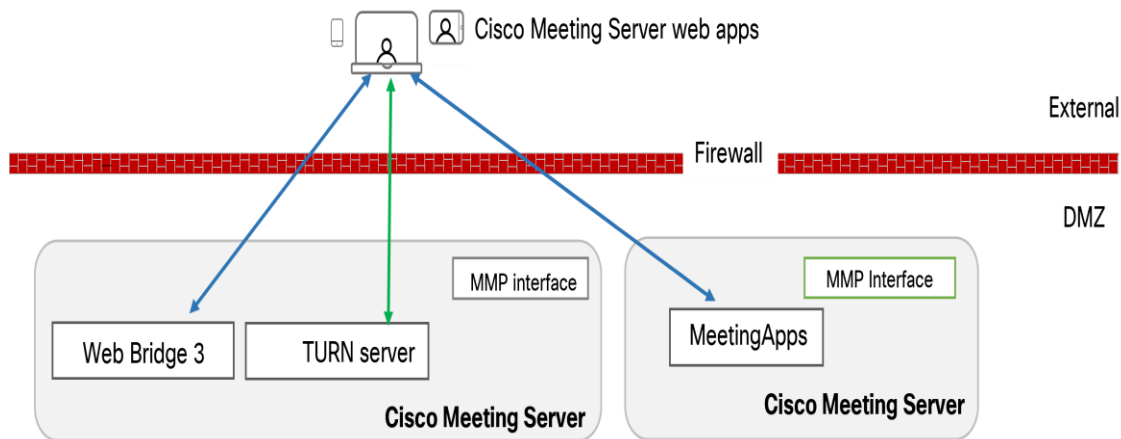 Cisco Meeting Server web apps
External
Firewall
DMZ
MMP interface
Web Bridge 3
TURN server
Cisco Meeting Server
MMP Interface
MeetingApps
Cisco Meeting Server